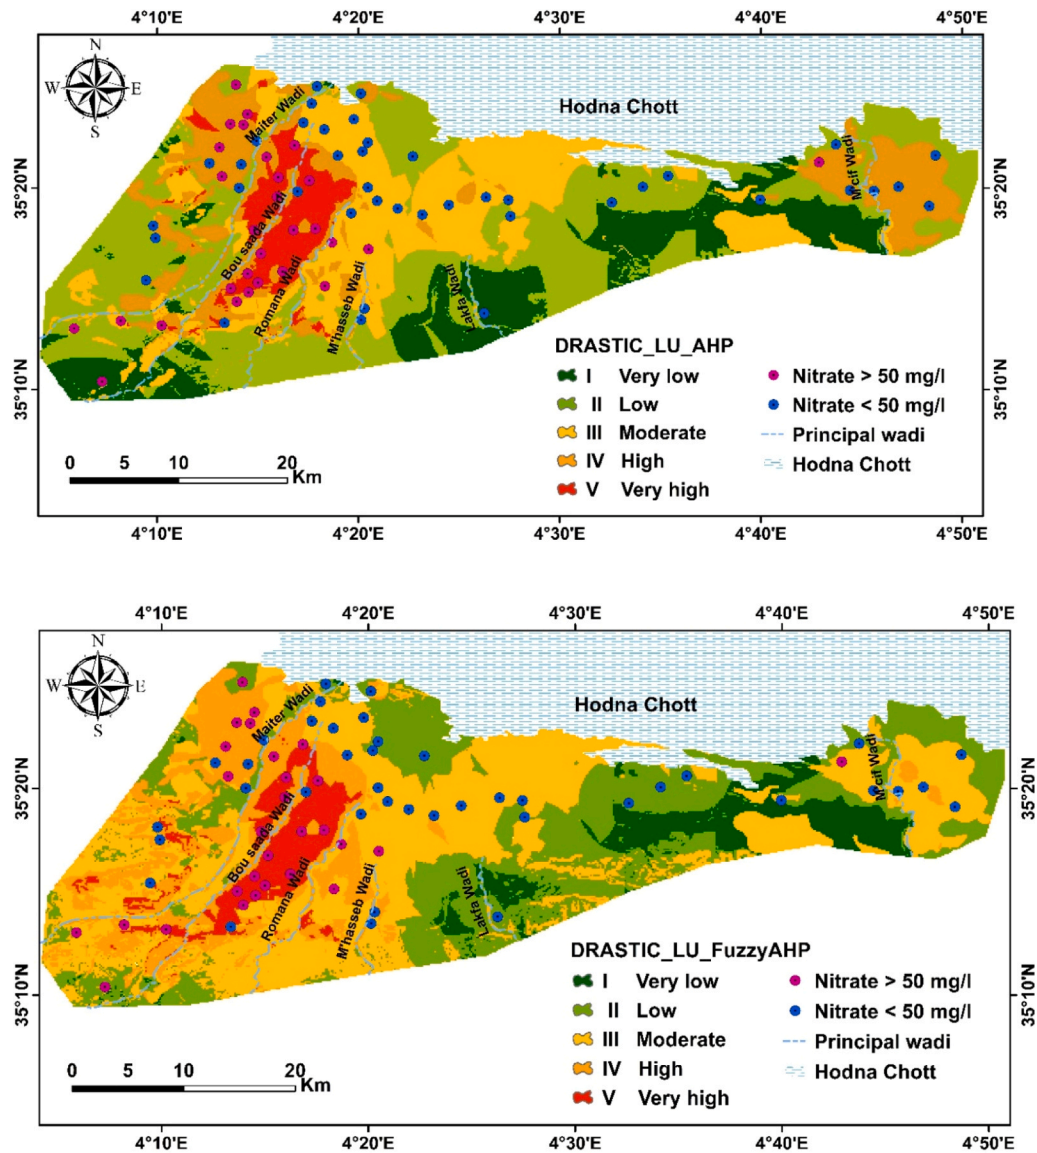 4°10'E 4°20'E 4°30'E 4°40'E 4°50'E
N
W E
S
Hodna Chott
Maiter Wadi
M'cif Wadi
35°20'N 35°20'N
Bou saada Wadi
Romana Wadi
M'hasseb Wadi
Lakfa Wadi
DRASTIC_LU_AHP
I Very low Nitrate > 50 mg/l
II Low Nitrate < 50 mg/l
35°10'N 35°10'N
III Moderate Principal wadi
IV High Hodna Chott
V Very high
0 5 10 20
Km
4°10'E 4°20'E 4°30'E 4°40'E 4°50'E
4°10'E 4°20'E 4°30'E 4°40'E 4°50'E
N
W E
S
Hodna Chott
Maiter Wadi
M'cif Wadi
35°20'N 35°20'N
Bou saada Wadi
Romana Wadi
M'hasseb Wadi
Lakfa Wadi
DRASTIC_LU_FuzzyAHP
I Very low Nitrate > 50 mg/l
35°10'N 35°10'N
II Low Nitrate < 50 mg/l
III Moderate Principal wadi
IV High Hodna Chott
V Very high
0 5 10 20
Km
4°10'E 4°20'E 4°30'E 4°40'E 4°50'E